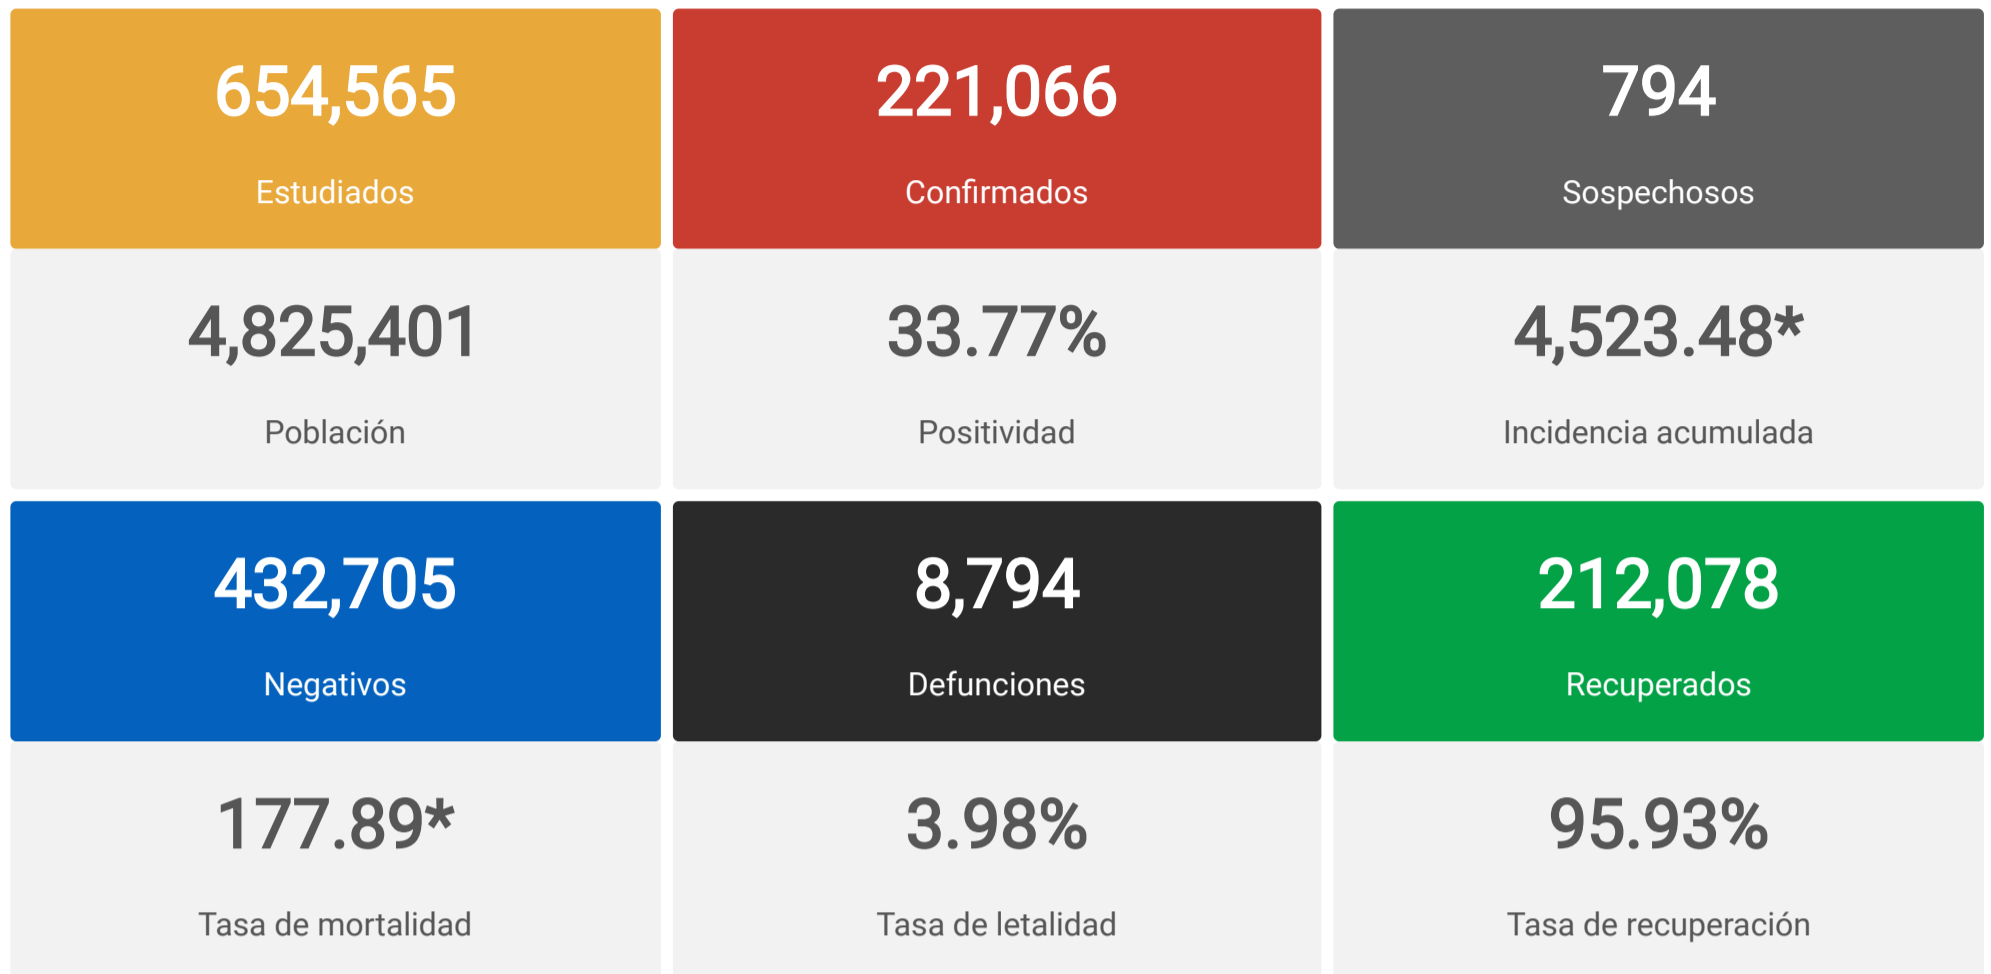 654,565
221,066
794
Estudiados
Confirmados
Sospechosos
4,825,401
33.77%
4,523.48*
Población
Positividad
Incidencia acumulada
432,705
8,794
212,078
Negativos
Defunciones
Recuperados
177.89*
3.98%
95.93%
Tasa de mortalidad
Tasa de letalidad
Tasa de recuperación